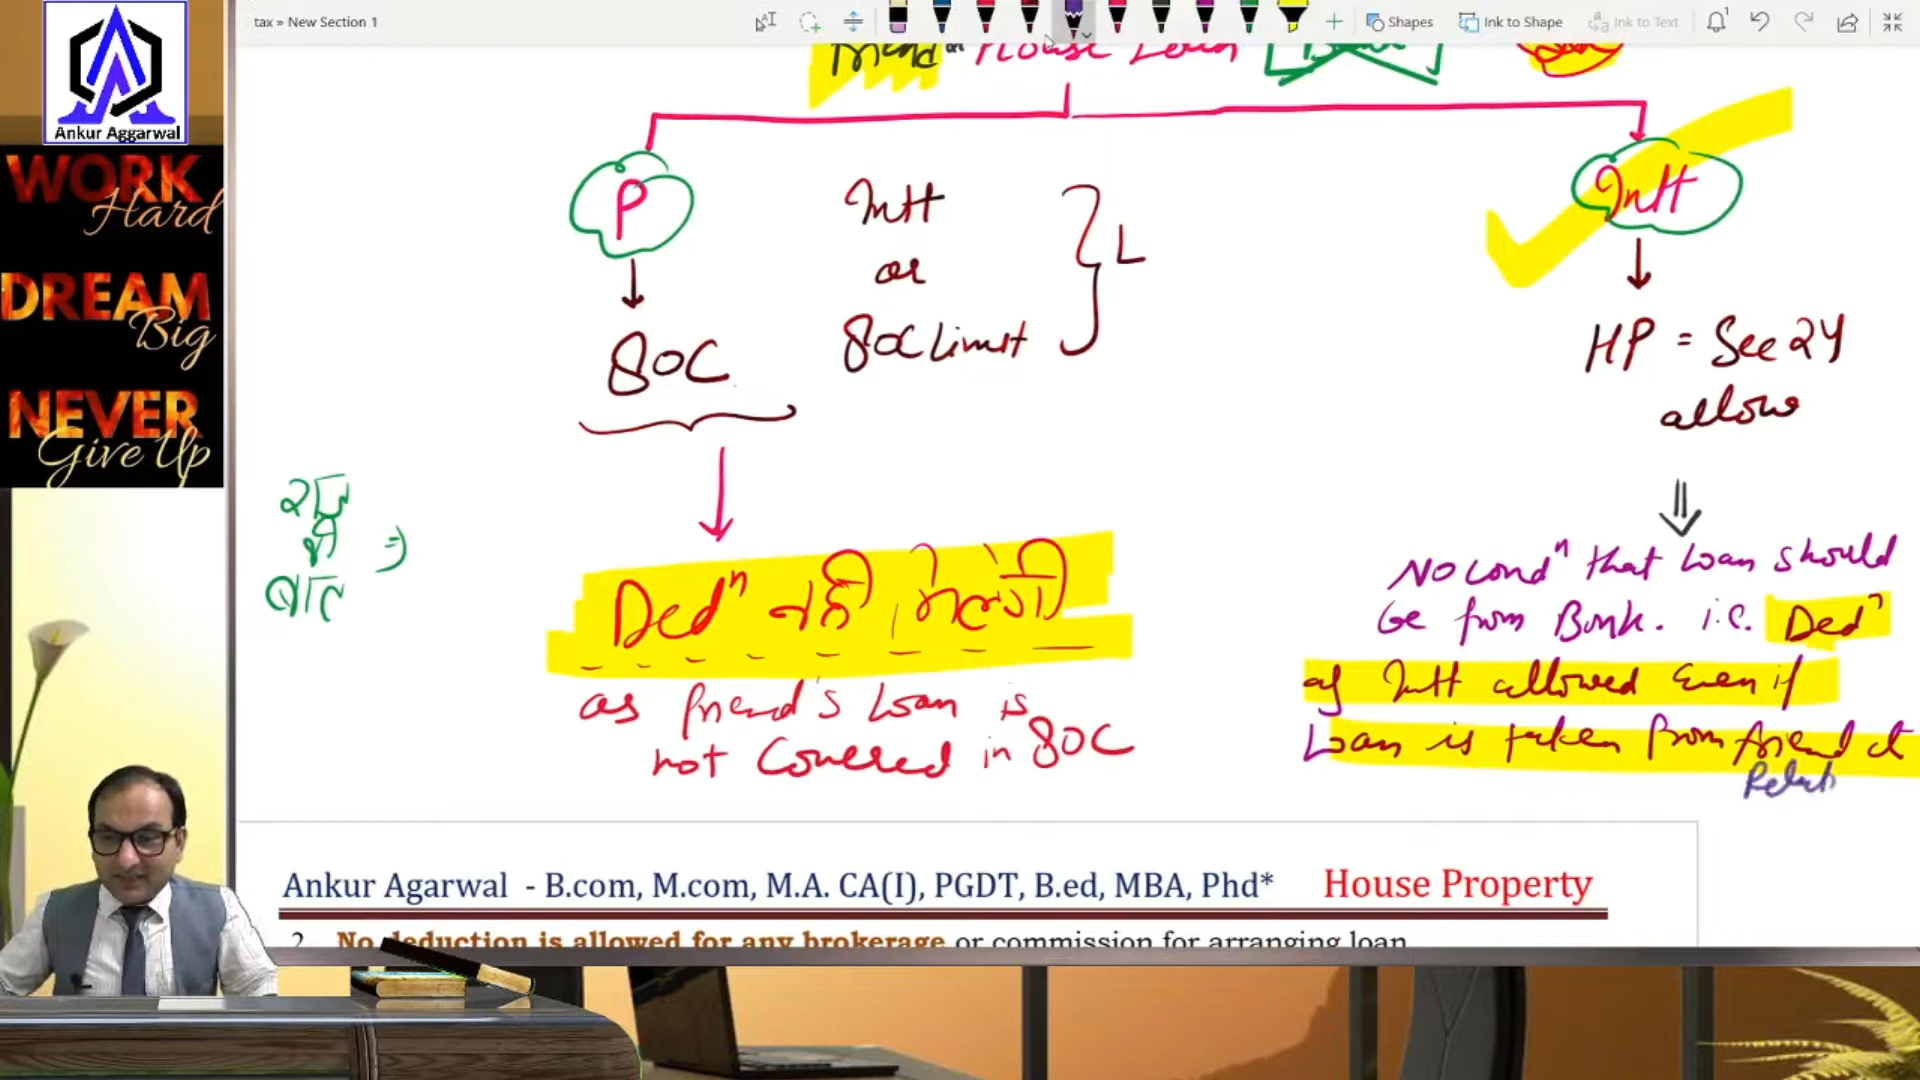 tax » New Section 1
Shapes
Ink to Shape
Ink to Text
Ankur Aggarwal
WORK
Hard
DREAM
Big
NEVER
Give Up
House Loan
P
Intt
or
80C Limit
L
Intt
80C
HP = Sec 24
allow
Dedⁿ नही मिलेगी
as friend's Loan is
not Covered in 80C
No Condⁿ that Loan should
be from Bank. i.e. Dedⁿ
of Intt allowed Even if
Loan is taken from friend
Ankur Agarwal - B.com, M.com, M.A. CA(I), PGDT, B.ed, MBA, Phd* House Property
2. No deduction is allowed for any brokerage or commission for arranging loan